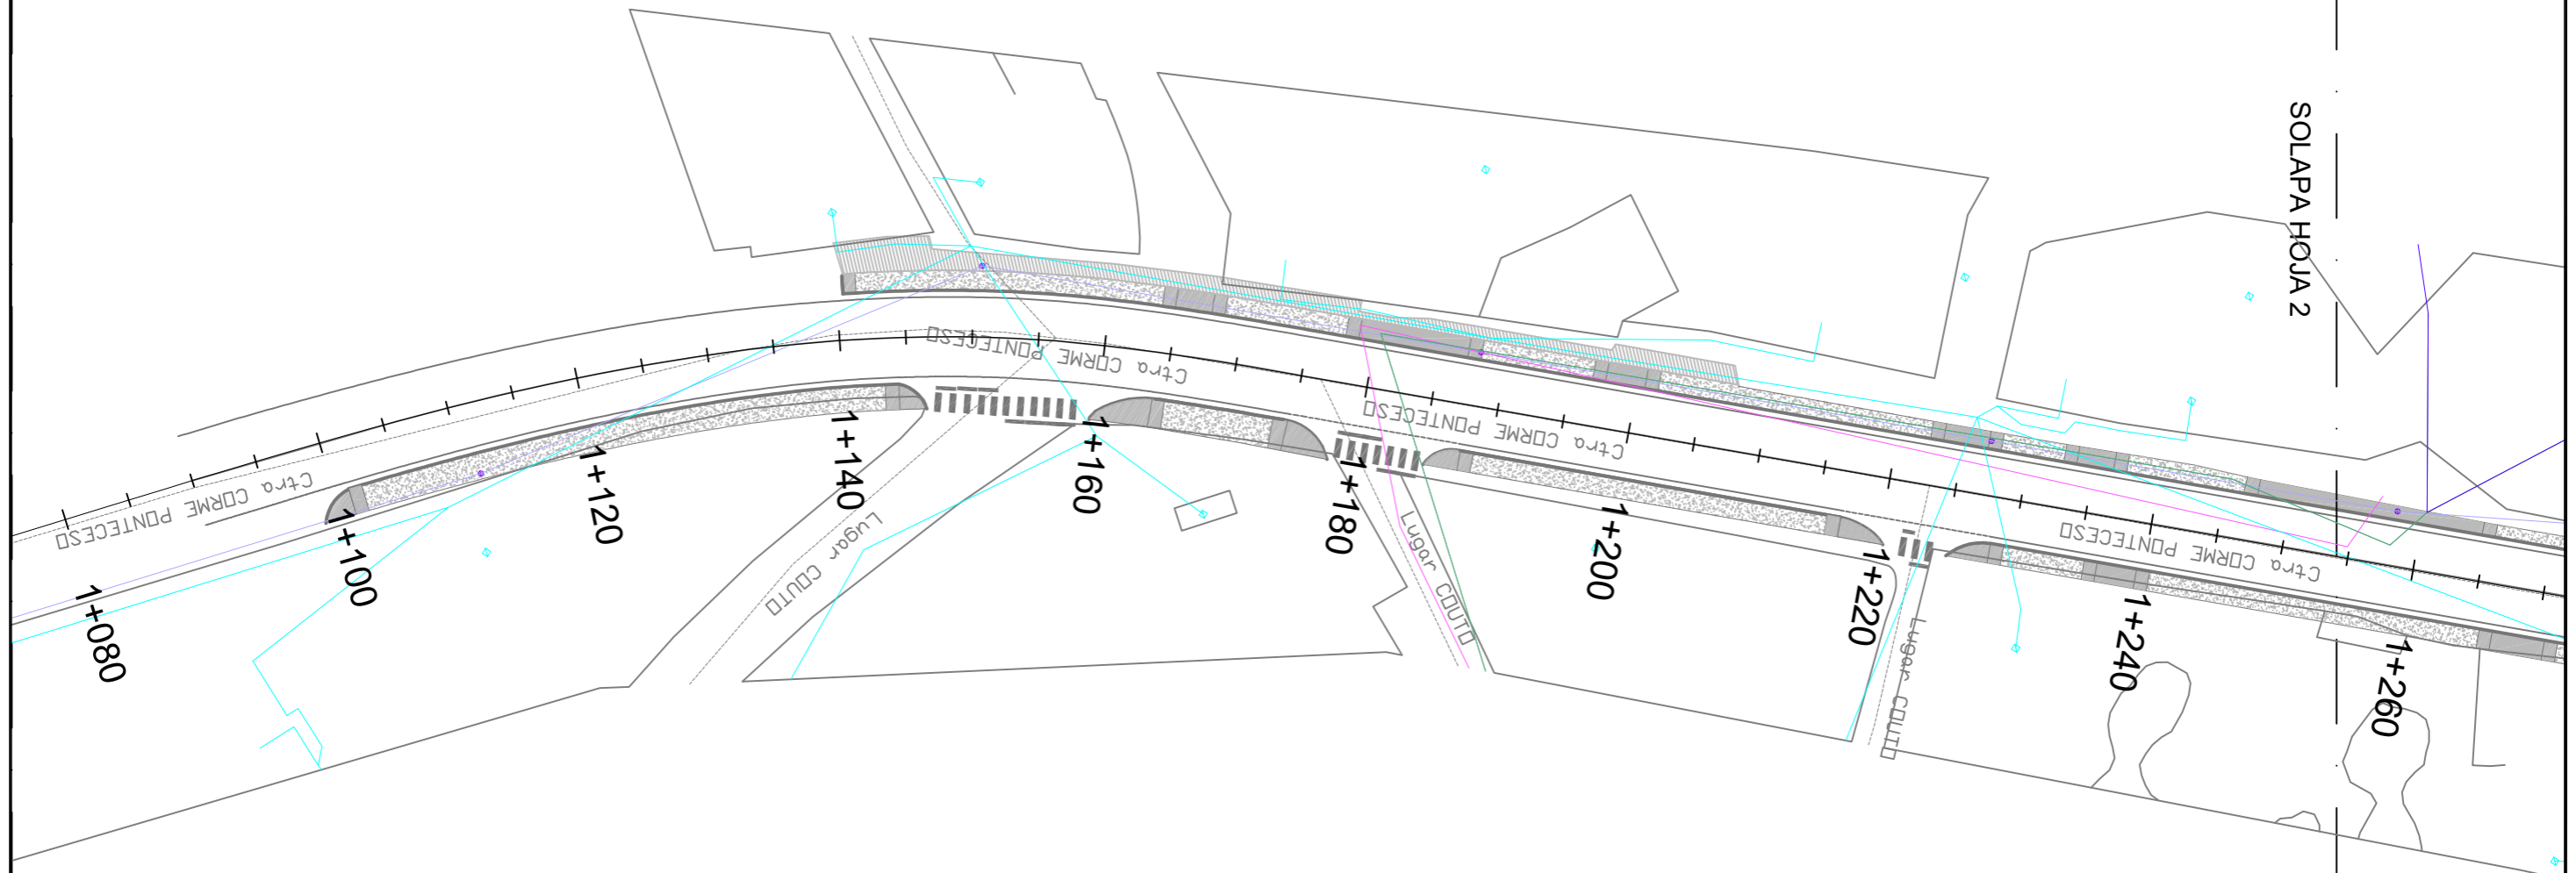 SOLAPA HOJA 2
Ctra CORME PONTECESO
Ctra CORME PONTECESO
Ctra CORME PONTECESO
Ctra CORME PONTECESO
1+080
1+100
1+120
1+140
1+160
1+180
1+200
1+220
1+240
1+260
Lugar COUTO
Lugar COUTO
Lugar COUTO